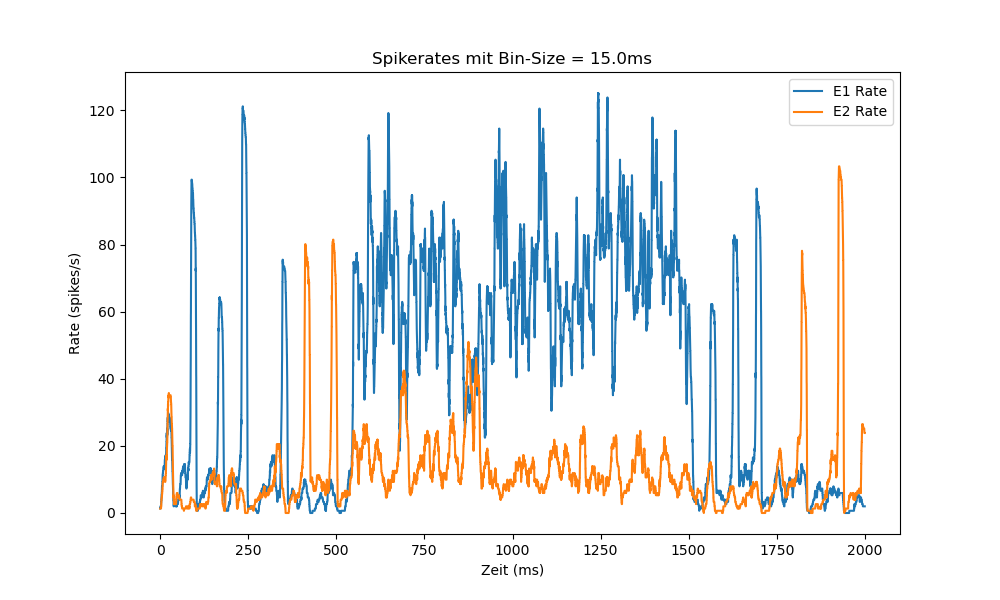 Spikerates mit Bin-Size = 15.0ms
E1 Rate
E2 Rate
Rate (spikes/s)
120
100
80
60
40
20
0
0 250 500 750 1000 1250 1500 1750 2000
Zeit (ms)